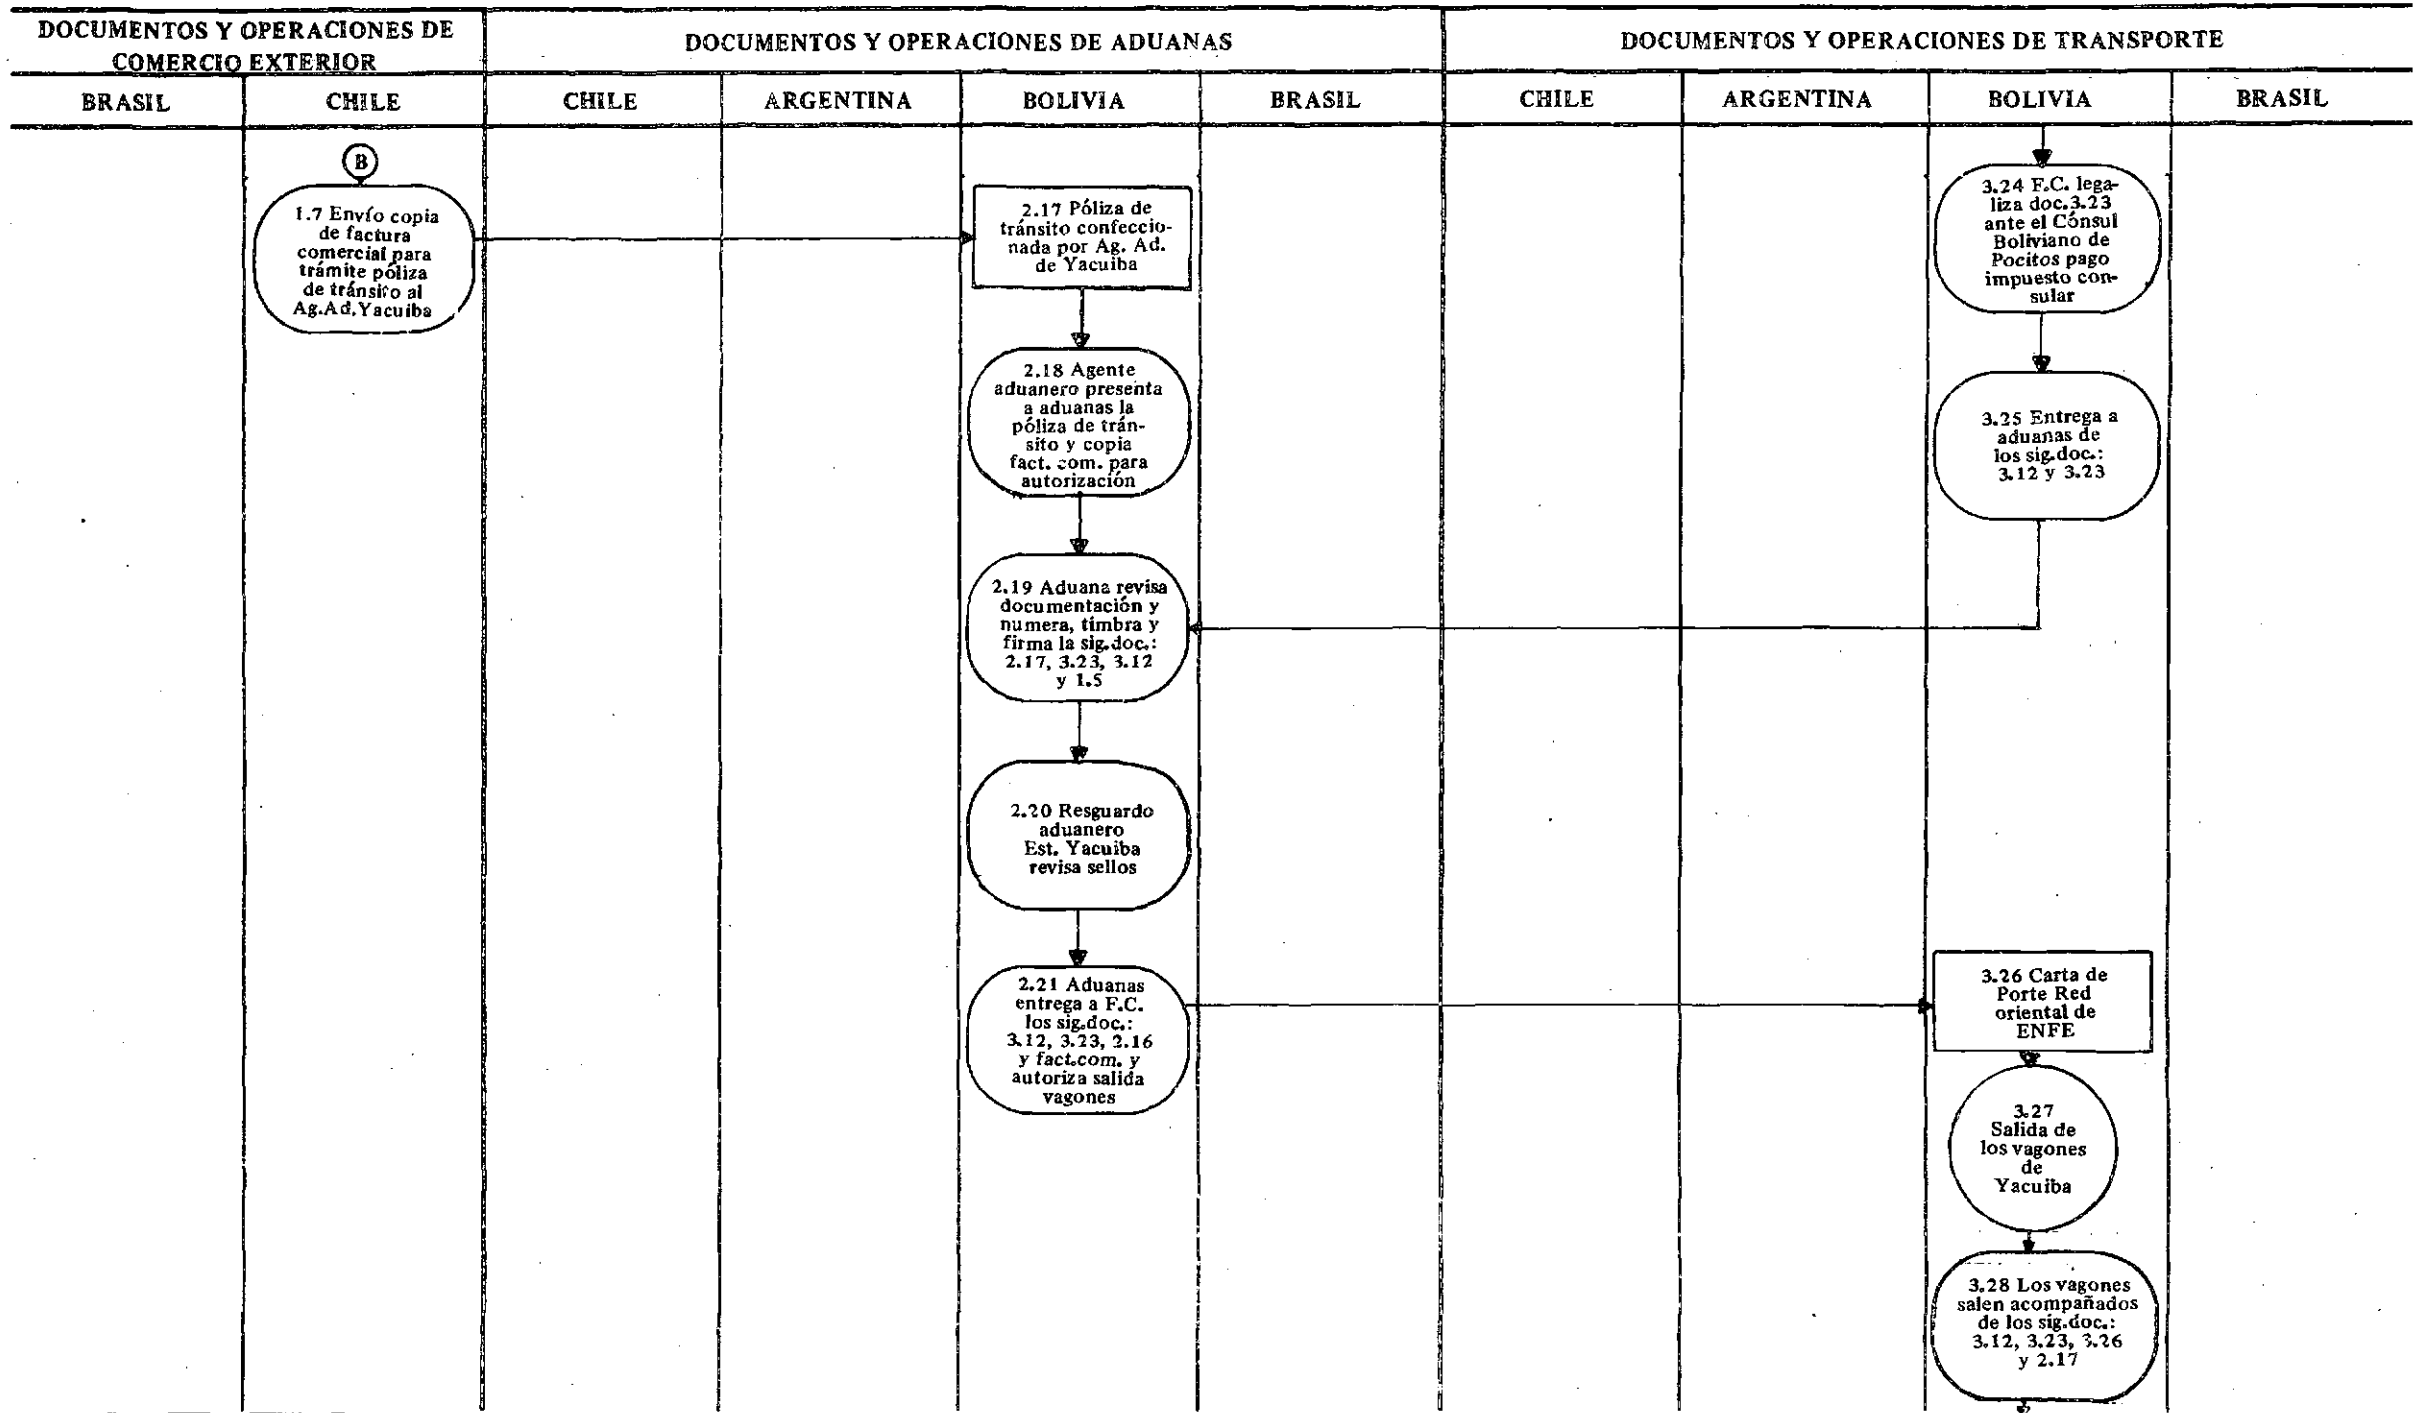 DOCUMENTOS Y OPERACIONES DE
COMERCIO EXTERIOR
DOCUMENTOS Y OPERACIONES DE ADUANAS
DOCUMENTOS Y OPERACIONES DE TRANSPORTE
BRASIL
CHILE
CHILE
ARGENTINA
BOLIVIA
BRASIL
CHILE
ARGENTINA
BOLIVIA
BRASIL
B
1.7 Envío copia
de factura
comercial para
trámite póliza
de tránsito al
Ag.Ad.Yacuiba
2.17 Póliza de
tránsito confeccio-
nada por Ag. Ad.
de Yacuiba
2.18 Agente
aduanero presenta
a aduanas la
póliza de trán-
sito y copia
fact. com. para
autorización
2.19 Aduana revisa
documentación y
numera, timbra y
firma la sig.doc.:
2.17, 3.23, 3.12
y 1.5
2.20 Resguardo
aduanero
Est. Yacuiba
revisa sellos
2.21 Aduanas
entrega a F.C.
los sig.doc.:
3.12, 3.23, 2.16
y fact.com. y
autoriza salida
vagones
3.24 F.C. lega-
liza doc.3.23
ante el Cónsul
Boliviano de
Pocitos pago
impuesto con-
sular
3.25 Entrega a
aduanas de
los sig.doc.:
3.12 y 3.23
3.26 Carta de
Porte Red
oriental de
ENFE
3.27
Salida de
los vagones
de
Yacuiba
3.28 Los vagones
salen acompañados
de los sig.doc.:
3.12, 3.23, 3.26
y 2.17